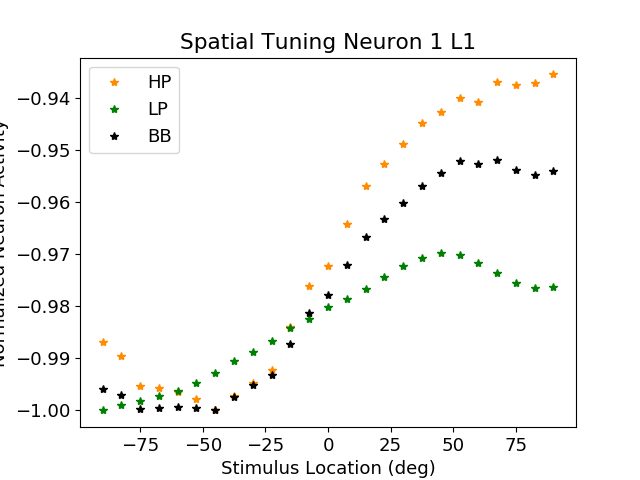 Spatial Tuning Neuron 1 L1
HP
LP
BB
−0.94
−0.95
−0.96
−0.97
−0.98
−0.99
−1.00
Normalized Neuron Activity
−75
−50
−25
0
25
50
75
Stimulus Location (deg)